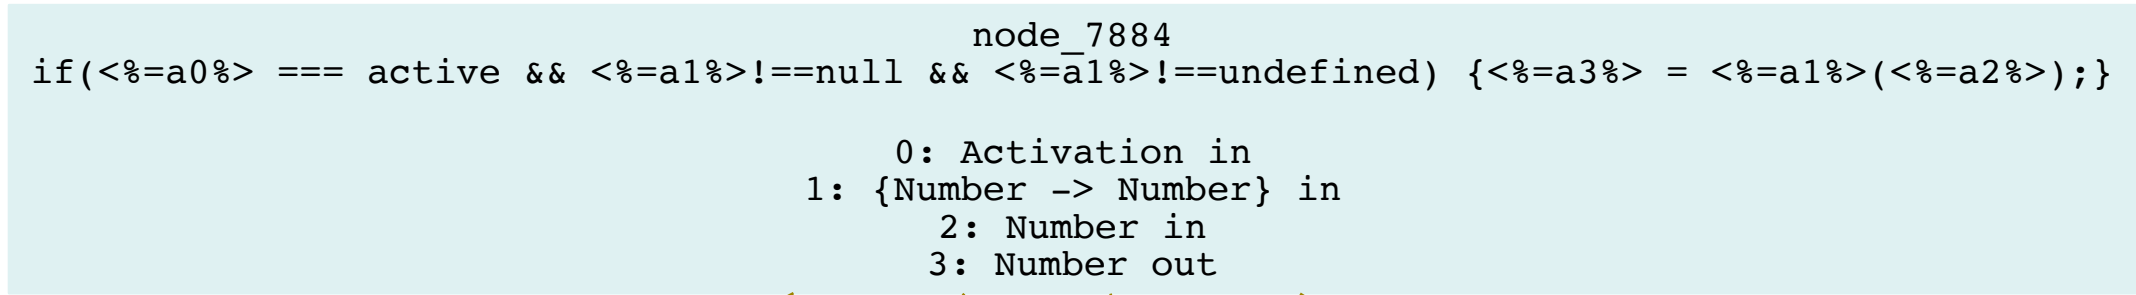 node_7884
if(<%=a0%> === active && <%=a1%>!==null && <%=a1%>!==undefined) {<%=a3%> = <%=a1%>(<%=a2%>);}
0: Activation in
1: {Number -> Number} in
2: Number in
3: Number out